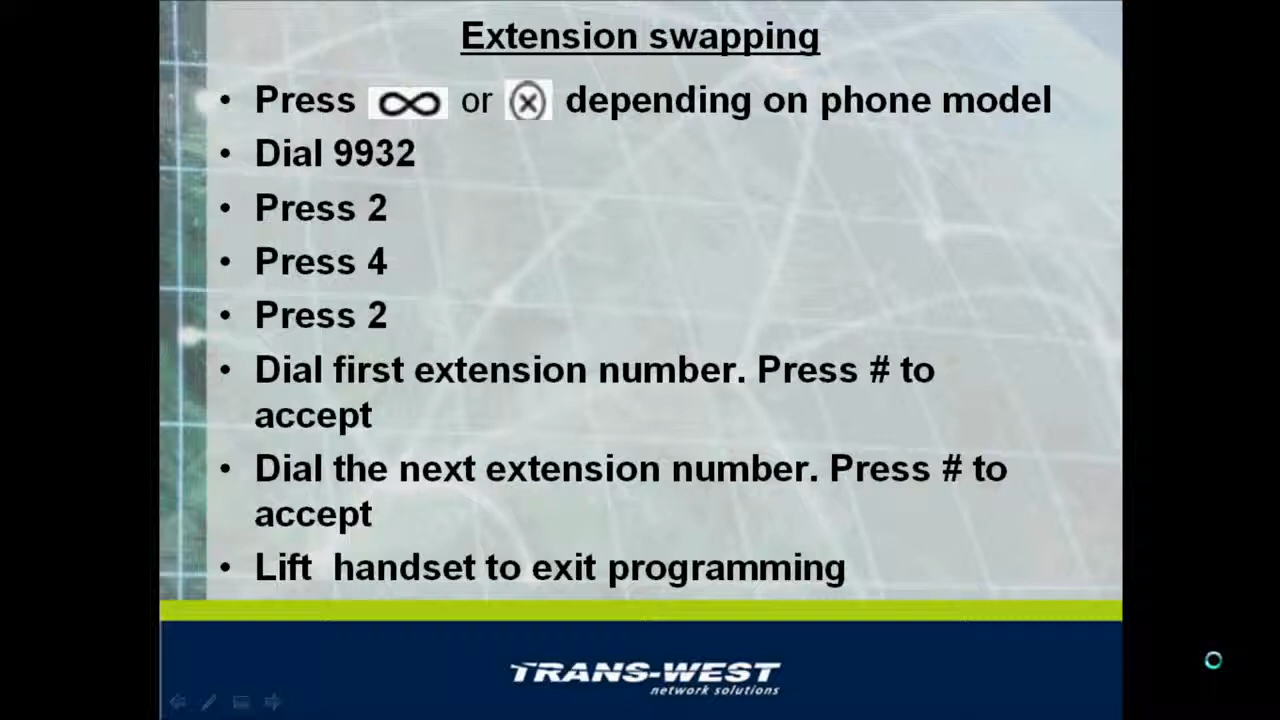 Extension swapping
• Press ∞ or ⓧ depending on phone model
• Dial 9932
• Press 2
• Press 4
• Press 2
• Dial first extension number. Press # to
accept
• Dial the next extension number. Press # to
accept
• Lift  handset to exit programming
TRANS-WEST
network solutions